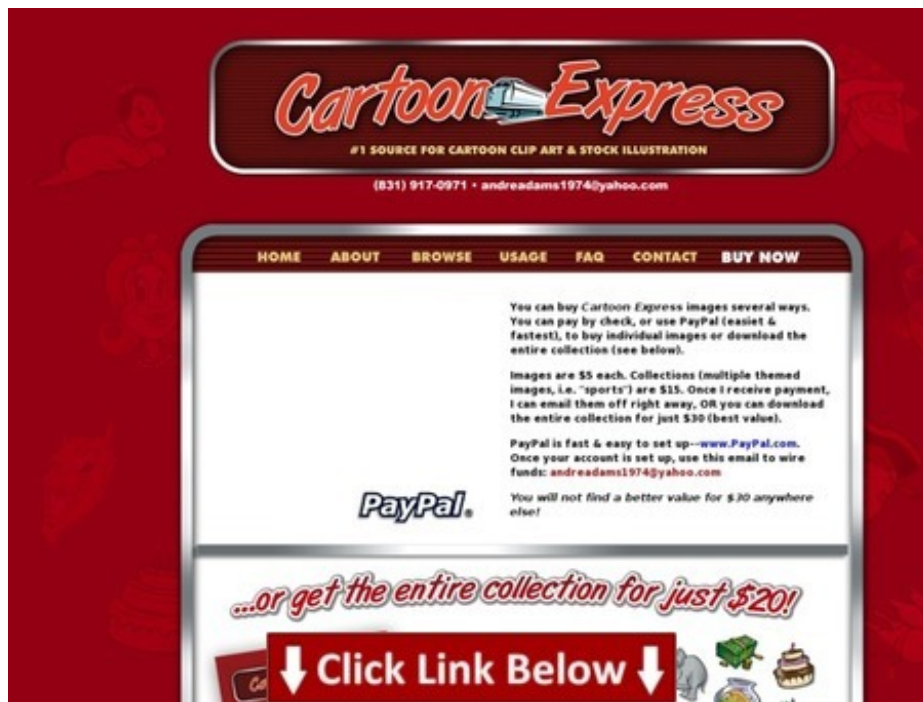 Cartoon Express
#1 SOURCE FOR CARTOON CLIP ART & STOCK ILLUSTRATION
(831) 917-0971 • andreadams1974@yahoo.com
HOME ABOUT BROWSE USAGE FAQ CONTACT BUY NOW
You can buy Cartoon Express images several ways.
You can pay by check, or use PayPal (easiet &
fastest), to buy individual images or download the
entire collection (see below).
Images are $5 each. Collections (multiple themed
images, i.e. "sports") are $15. Once I receive payment,
I can email them off right away, OR you can download
the entire collection for just $30 (best value).
PayPal is fast & easy to set up--www.PayPal.com.
Once your account is set up, use this email to wire
funds: andreadams1974@yahoo.com
You will not find a better value for $30 anywhere
else!
PayPal®
...or get the entire collection for just $20!
Click Link Below